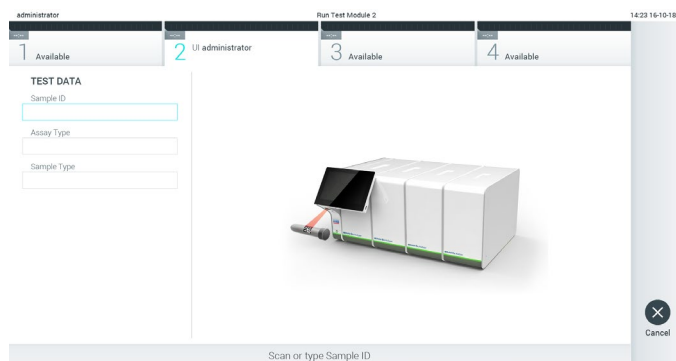 administrator Run Test Module 2 14:23 16-10-18
--:-- --:-- --:-- --:--
1 Available 2 UI administrator 3 Available 4 Available
TEST DATA
Sample ID
Assay Type
Sample Type
Cancel
Scan or type Sample ID